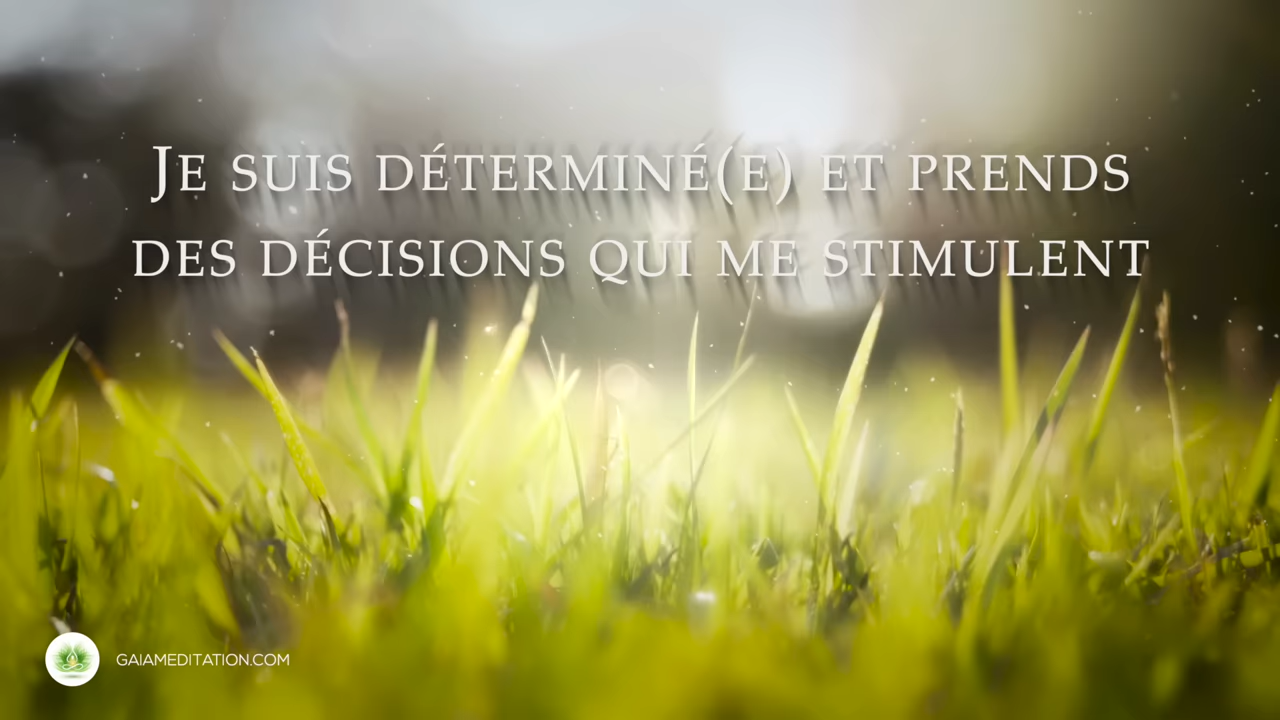 Je suis déterminé(e) et prends
des décisions qui me stimulent
GAIAMEDITATION.COM